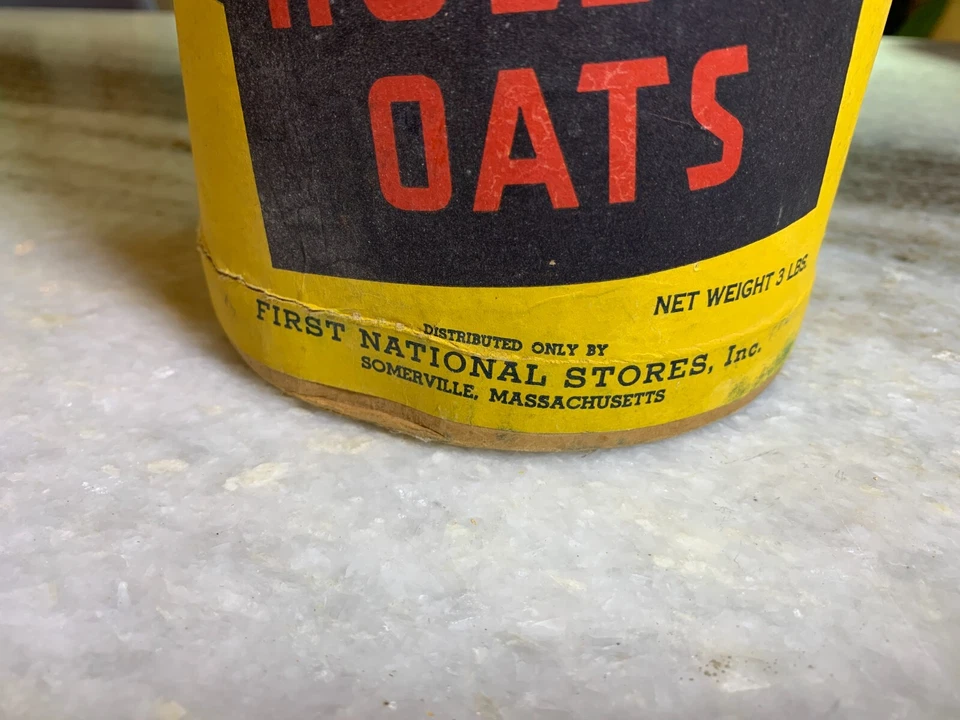 OATS
NET WEIGHT 3 LBS.
DISTRIBUTED ONLY BY
FIRST NATIONAL STORES, Inc.
SOMERVILLE, MASSACHUSETTS